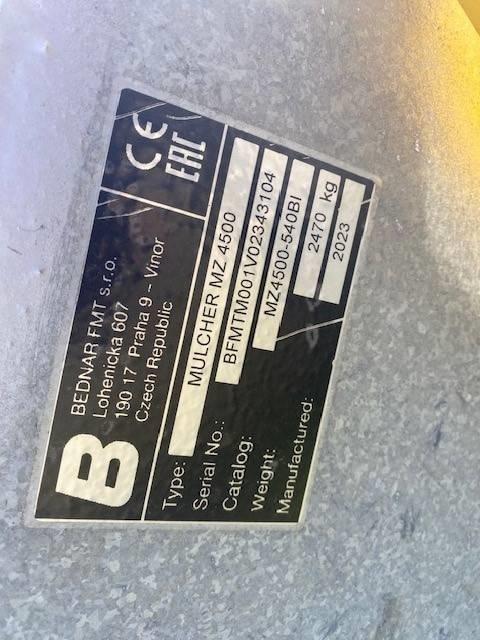 B
BEDNAR FMT s.r.o.
Lohenicka 607
190 17 Praha 9 – Vinor
Czech Republic
CE
EAC
Type: MULCHER MZ 4500
Serial No.: BFMTM001V02343104
Catalog: MZ4500-540BI
Weight: 2470 kg
Manufactured: 2023